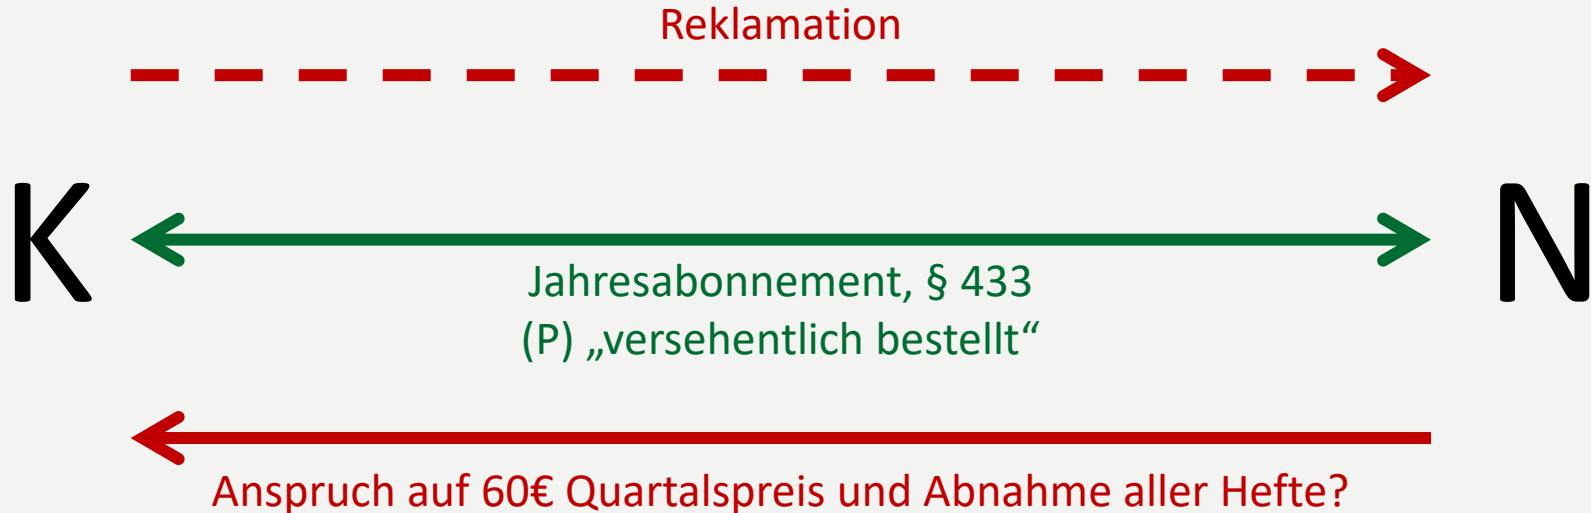 Reklamation
K
N
Jahresabonnement, § 433
(P) „versehentlich bestellt“
Anspruch auf 60€ Quartalspreis und Abnahme aller Hefte?